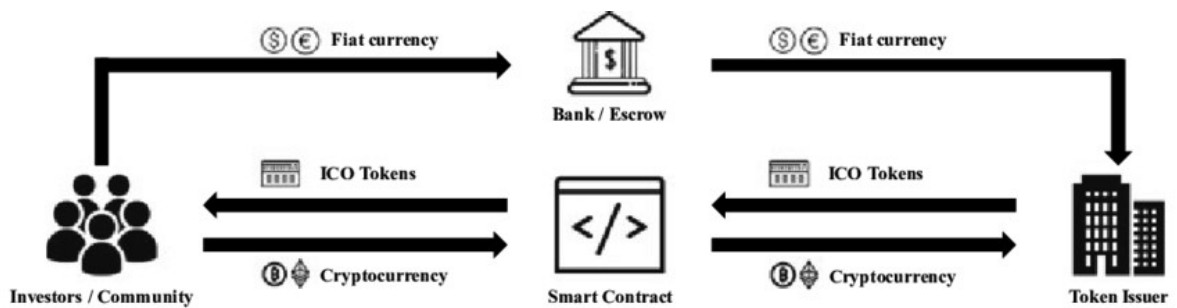 $ € Fiat currency
$ € Fiat currency
$
Bank / Escrow
ICO Tokens
ICO Tokens
</>
Cryptocurrency
Cryptocurrency
Investors / Community
Smart Contract
Token Issuer